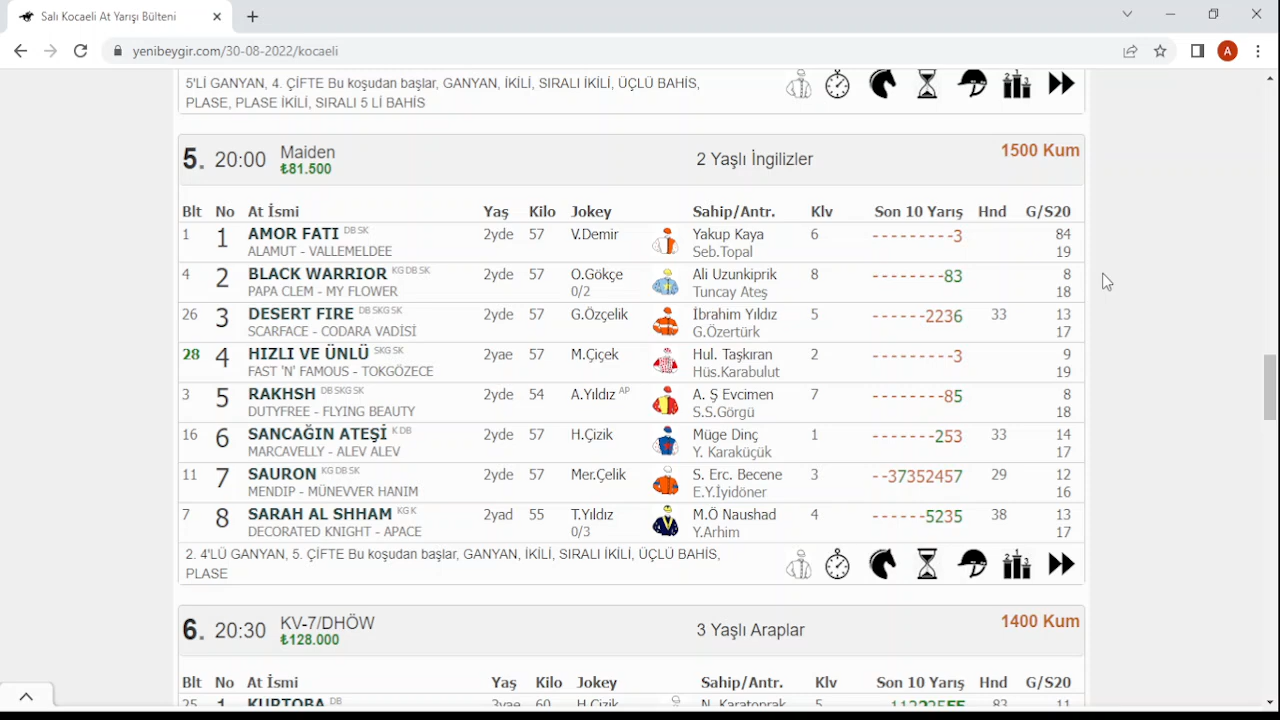 Salı Kocaeli At Yarışı Bülteni
yenibeygir.com/30-08-2022/kocaeli
A
5'Lİ GANYAN, 4. ÇİFTE Bu koşudan başlar, GANYAN, İKİLİ, SIRALI İKİLİ, ÜÇLÜ BAHİS,
PLASE, PLASE İKİLİ, SIRALI 5 Lİ BAHİS
5. 20:00 Maiden 2 Yaşlı İngilizler 1500 Kum
₺81.500
Blt No At İsmi Yaş Kilo Jokey Sahip/Antr. Klv Son 10 Yarış Hnd G/S20
1 1 AMOR FATI DB SK 2yde 57 V.Demir Yakup Kaya 6 ---------3 84
ALAMUT - VALLEMELDEE Seb.Topal 19
4 2 BLACK WARRIOR KG DB SK 2yde 57 O.Gökçe Ali Uzunkiprik 8 --------83 8
PAPA CLEM - MY FLOWER 0/2 Tuncay Ateş 18
26 3 DESERT FIRE DB SKG SK 2yde 57 G.Özçelik İbrahim Yıldız 5 ------2236 33 13
SCARFACE - CODARA VADİSİ G.Özertürk 17
28 4 HIZLI VE ÜNLÜ SKG SK 2yae 57 M.Çiçek Hul. Taşkıran 2 ---------3 9
FAST 'N' FAMOUS - TOKGÖZECE Hüs.Karabulut 19
3 5 RAKHSH DB SKG SK 2yde 54 A.Yıldız AP A. Ş Evcimen 7 --------85 8
DUTYFREE - FLYING BEAUTY S.S.Görgü 18
16 6 SANCAĞIN ATEŞİ K DB 2yde 57 H.Çizik Müge Dinç 1 -------253 33 14
MARCAVELLY - ALEV ALEV Y. Karaküçük 17
11 7 SAURON KG DB SK 2yde 57 Mer.Çelik S. Erc. Becene 3 --37352457 29 12
MENDIP - MÜNEVVER HANIM E.Y.İyidöner 16
7 8 SARAH AL SHHAM KG K 2yad 55 T.Yıldız M.Ö Naushad 4 ------5235 38 13
DECORATED KNIGHT - APACE 0/3 Y.Arhim 17
2. 4'LÜ GANYAN, 5. ÇİFTE Bu koşudan başlar, GANYAN, İKİLİ, SIRALI İKİLİ, ÜÇLÜ BAHİS,
PLASE
6. 20:30 KV-7/DHÖW 3 Yaşlı Araplar 1400 Kum
₺128.000
Blt No At İsmi Yaş Kilo Jokey Sahip/Antr. Klv Son 10 Yarış Hnd G/S20
25 1 KURTOBA DB 3yae 60 H.Çizik N. Karatoprak 5 83 11